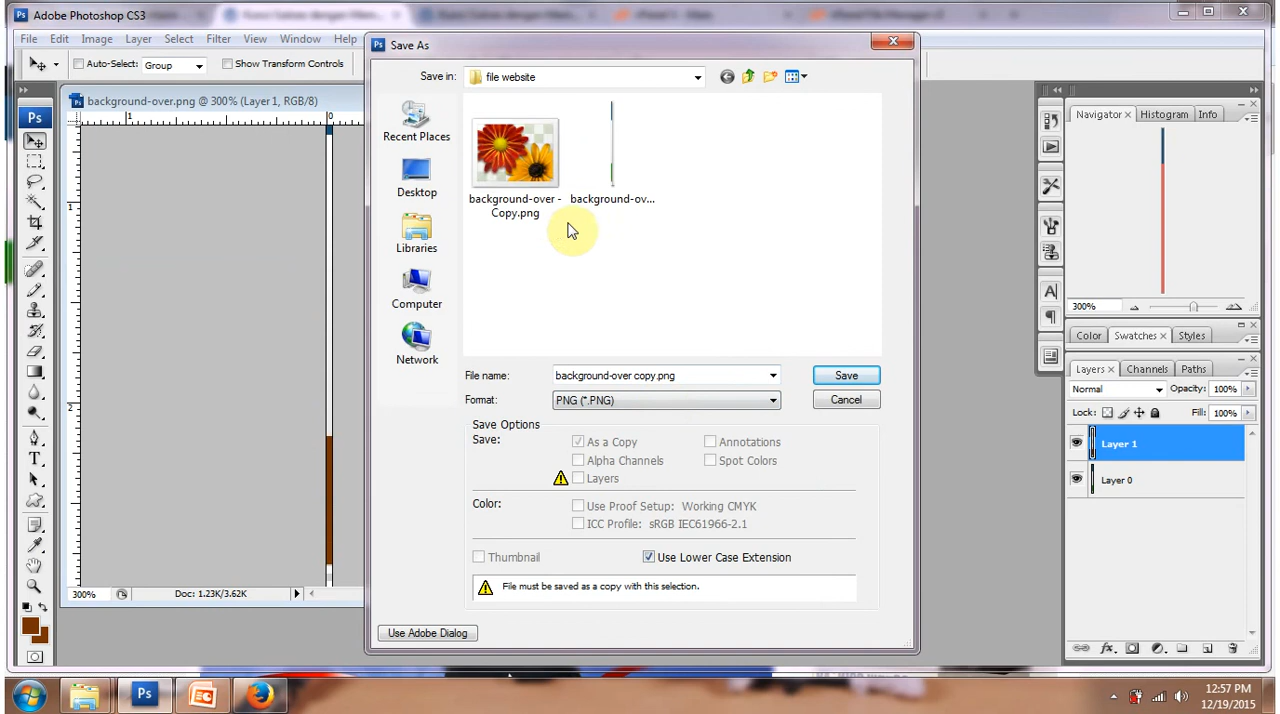 Adobe Photoshop CS3
File Edit Image Layer Select Filter View Window Help
Auto-Select: Group Show Transform Controls
background-over.png @ 300% (Layer 1, RGB/8)
1 0
1
2
300% Doc: 1.23K/3.62K
Save As
Save in: file website
Recent Places
Desktop
Libraries
Computer
Network
background-over -
Copy.png
background-ov...
File name: background-over copy.png Save
Format: PNG (*.PNG) Cancel
Save Options
Save: As a Copy Annotations
Alpha Channels Spot Colors
Layers
Color: Use Proof Setup: Working CMYK
ICC Profile: sRGB IEC61966-2.1
Thumbnail Use Lower Case Extension
File must be saved as a copy with this selection.
Use Adobe Dialog
Navigator × Histogram Info
300%
Color Swatches × Styles
Layers × Channels Paths
Normal Opacity: 100%
Lock: Fill: 100%
Layer 1
Layer 0
12:57 PM
12/19/2015